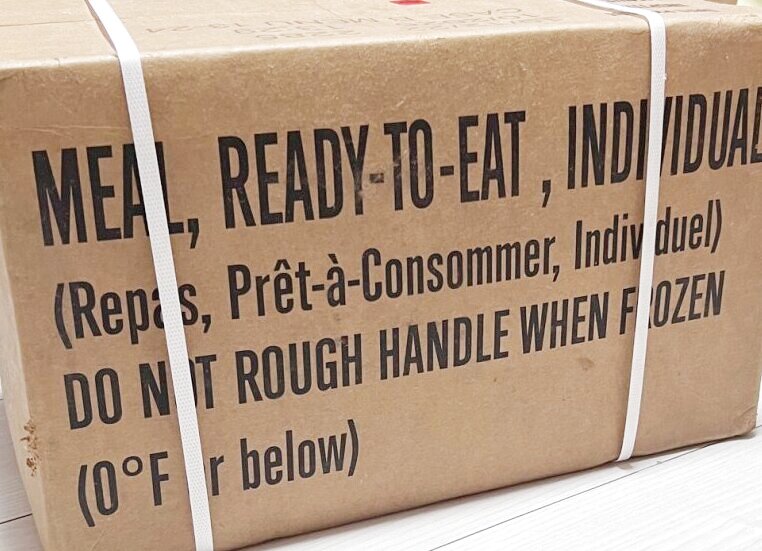 MEAL, READY-TO-EAT , INDIVIDUAL
(Repas, Prêt-à-Consommer, Individuel)
DO NOT ROUGH HANDLE WHEN FROZEN
(0°F or below)